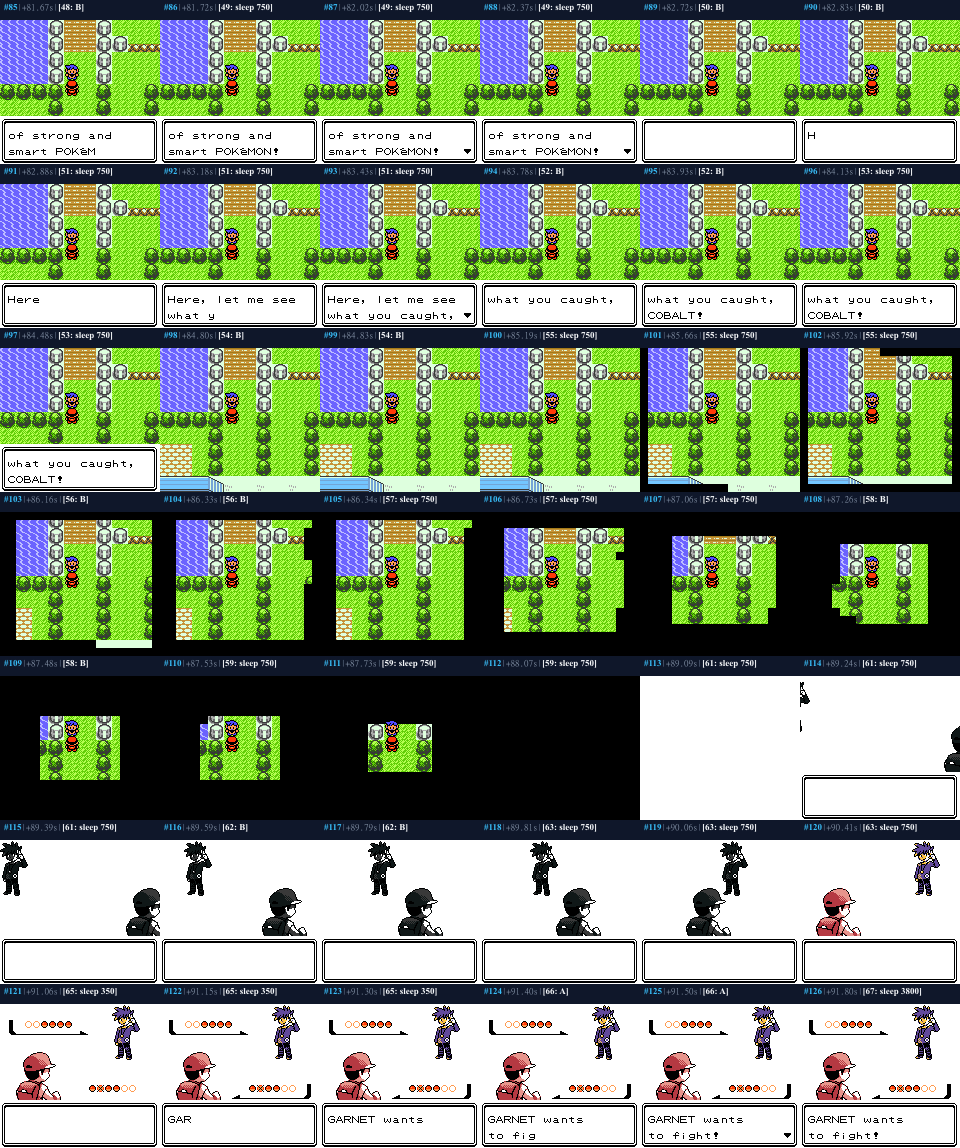 #85|+81.67s|[48: B]
#86|+81.72s|[49: sleep 750]
#87|+82.02s|[49: sleep 750]
#88|+82.37s|[49: sleep 750]
#89|+82.72s|[50: B]
#90|+82.83s|[50: B]
of strong and
smart POKéM
of strong and
smart POKéMON!
of strong and
smart POKéMON! ▼
of strong and
smart POKéMON! ▼
H
#91|+82.88s|[51: sleep 750]
#92|+83.18s|[51: sleep 750]
#93|+83.43s|[51: sleep 750]
#94|+83.78s|[52: B]
#95|+83.93s|[52: B]
#96|+84.13s|[53: sleep 750]
Here
Here, let me see
what y
Here, let me see
what you caught, ▼
what you caught,
what you caught,
COBALT!
what you caught,
COBALT!
#97|+84.48s|[53: sleep 750]
#98|+84.80s|[54: B]
#99|+84.83s|[54: B]
#100|+85.19s|[55: sleep 750]
#101|+85.66s|[55: sleep 750]
#102|+85.92s|[55: sleep 750]
what you caught,
COBALT!
#103|+86.16s|[56: B]
#104|+86.33s|[56: B]
#105|+86.34s|[57: sleep 750]
#106|+86.73s|[57: sleep 750]
#107|+87.06s|[57: sleep 750]
#108|+87.26s|[58: B]
#109|+87.48s|[58: B]
#110|+87.53s|[59: sleep 750]
#111|+87.73s|[59: sleep 750]
#112|+88.07s|[59: sleep 750]
#113|+89.09s|[61: sleep 750]
#114|+89.24s|[61: sleep 750]
#115|+89.39s|[61: sleep 750]
#116|+89.59s|[62: B]
#117|+89.79s|[62: B]
#118|+89.81s|[63: sleep 750]
#119|+90.06s|[63: sleep 750]
#120|+90.41s|[63: sleep 750]
#121|+91.06s|[65: sleep 350]
#122|+91.15s|[65: sleep 350]
#123|+91.30s|[65: sleep 350]
#124|+91.40s|[66: A]
#125|+91.50s|[66: A]
#126|+91.80s|[67: sleep 3800]
GAR
GARNET wants
GARNET wants
to fig
GARNET wants
to fight! ▼
GARNET wants
to fight!